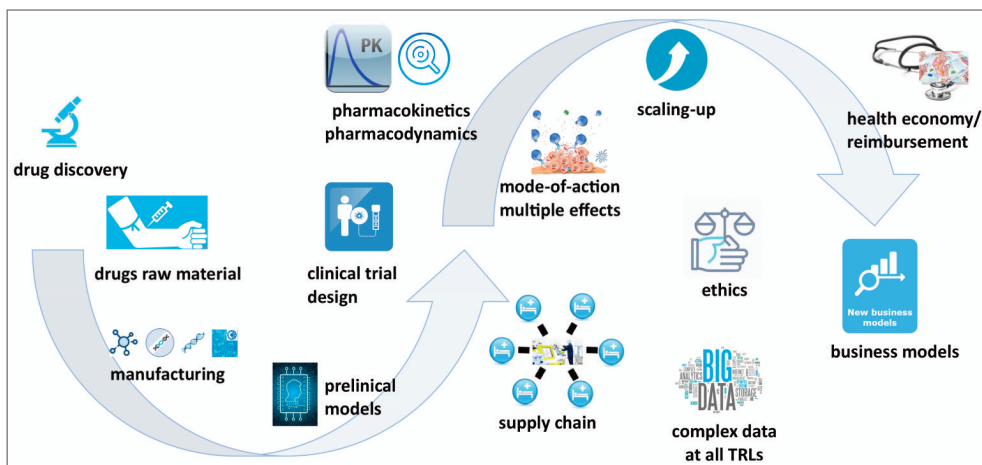 PK
pharmacokinetics
pharmacodynamics
scaling-up
health economy/
reimbursement
drug discovery
mode-of-action
multiple effects
drugs raw material
clinical trial
design
ethics
New business
models
business models
manufacturing
prelinical
models
supply chain
BIG
DATA
ANALYTICS
STORAGE
complex data
at all TRLs